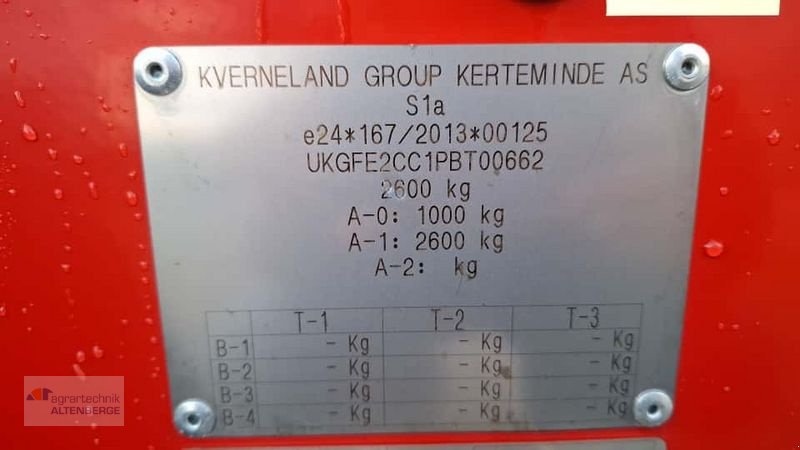 KVERNELAND GROUP KERTEMINDE AS
S1a
e24*167/2013*00125
UKGFE2CC1PBT00662
2600 kg
A-0: 1000 kg
A-1: 2600 kg
A-2: kg
T-1 T-2 T-3
B-1 - Kg - Kg - Kg
B-2 - Kg - Kg - Kg
B-3 - Kg - Kg - Kg
B-4 - Kg - Kg - Kg
agrartechnik
ALTENBERGE